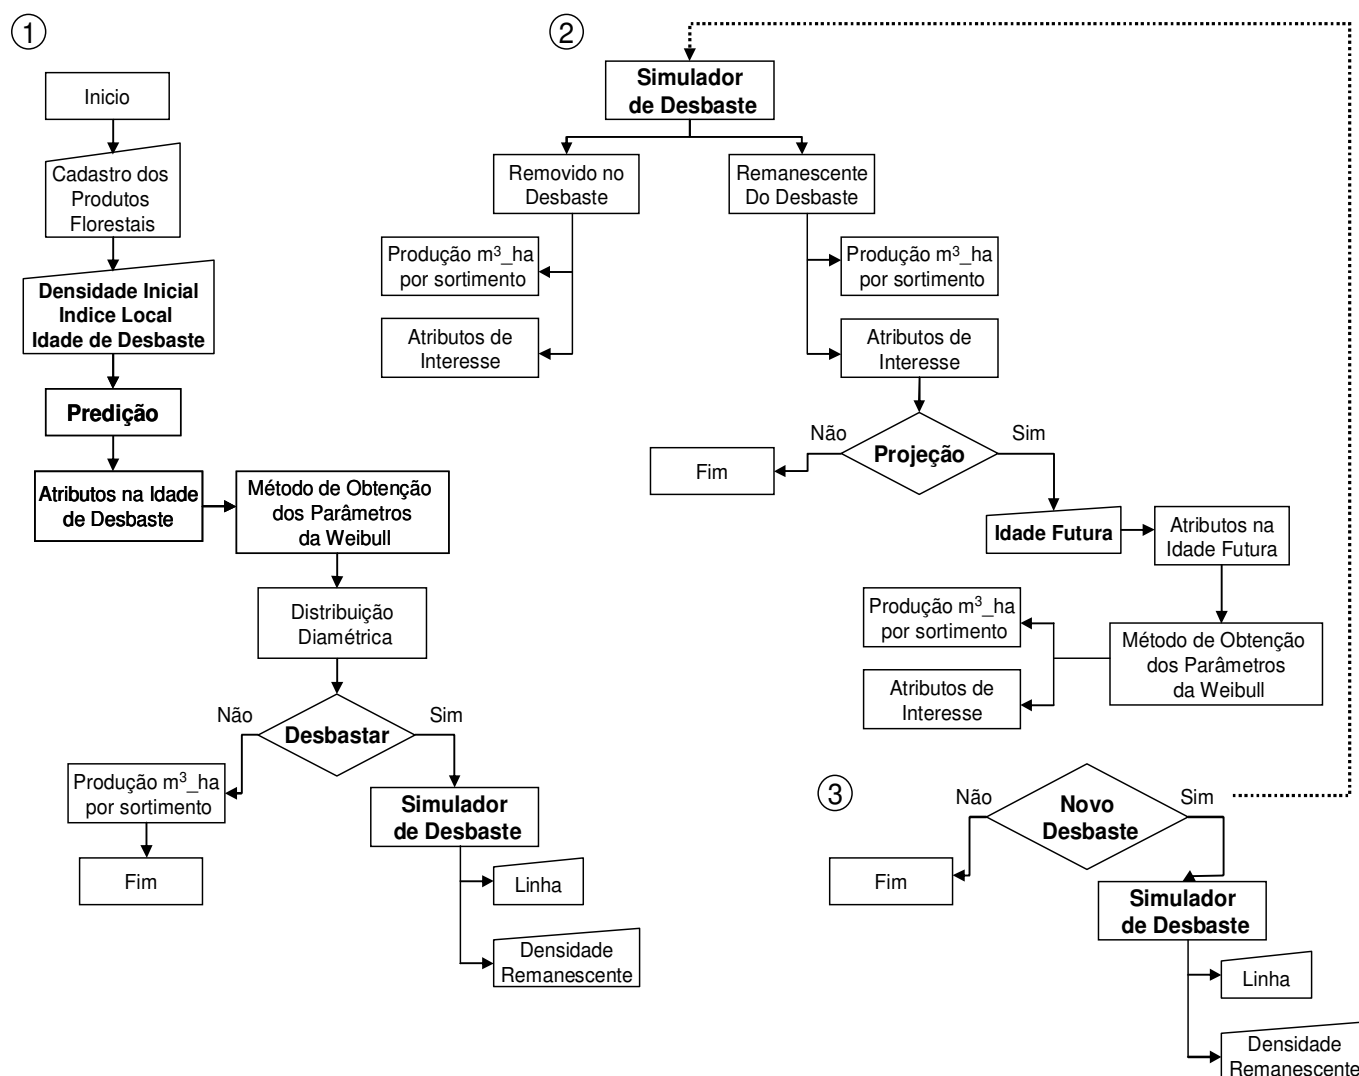 1
Inicio
Cadastro dos
Produtos
Florestais
Densidade Inicial
Indice Local
Idade de Desbaste
Predição
Atributos na Idade
de Desbaste
Método de Obtenção
dos Parâmetros
da Weibull
Distribuição
Diamétrica
Não
Sim
Desbastar
Produção m³_ha
por sortimento
Fim
Simulador
de Desbaste
Linha
Densidade
Remanescente
2
Simulador
de Desbaste
Removido no
Desbaste
Produção m³_ha
por sortimento
Atributos de
Interesse
Remanescente
Do Desbaste
Produção m³_ha
por sortimento
Atributos de
Interesse
Não
Sim
Projeção
Fim
Idade Futura
Atributos na
Idade Futura
Método de Obtenção
dos Parâmetros
da Weibull
Produção m³_ha
por sortimento
Atributos de
Interesse
3
Não
Sim
Novo
Desbaste
Fim
Simulador
de Desbaste
Linha
Densidade
Remanescente